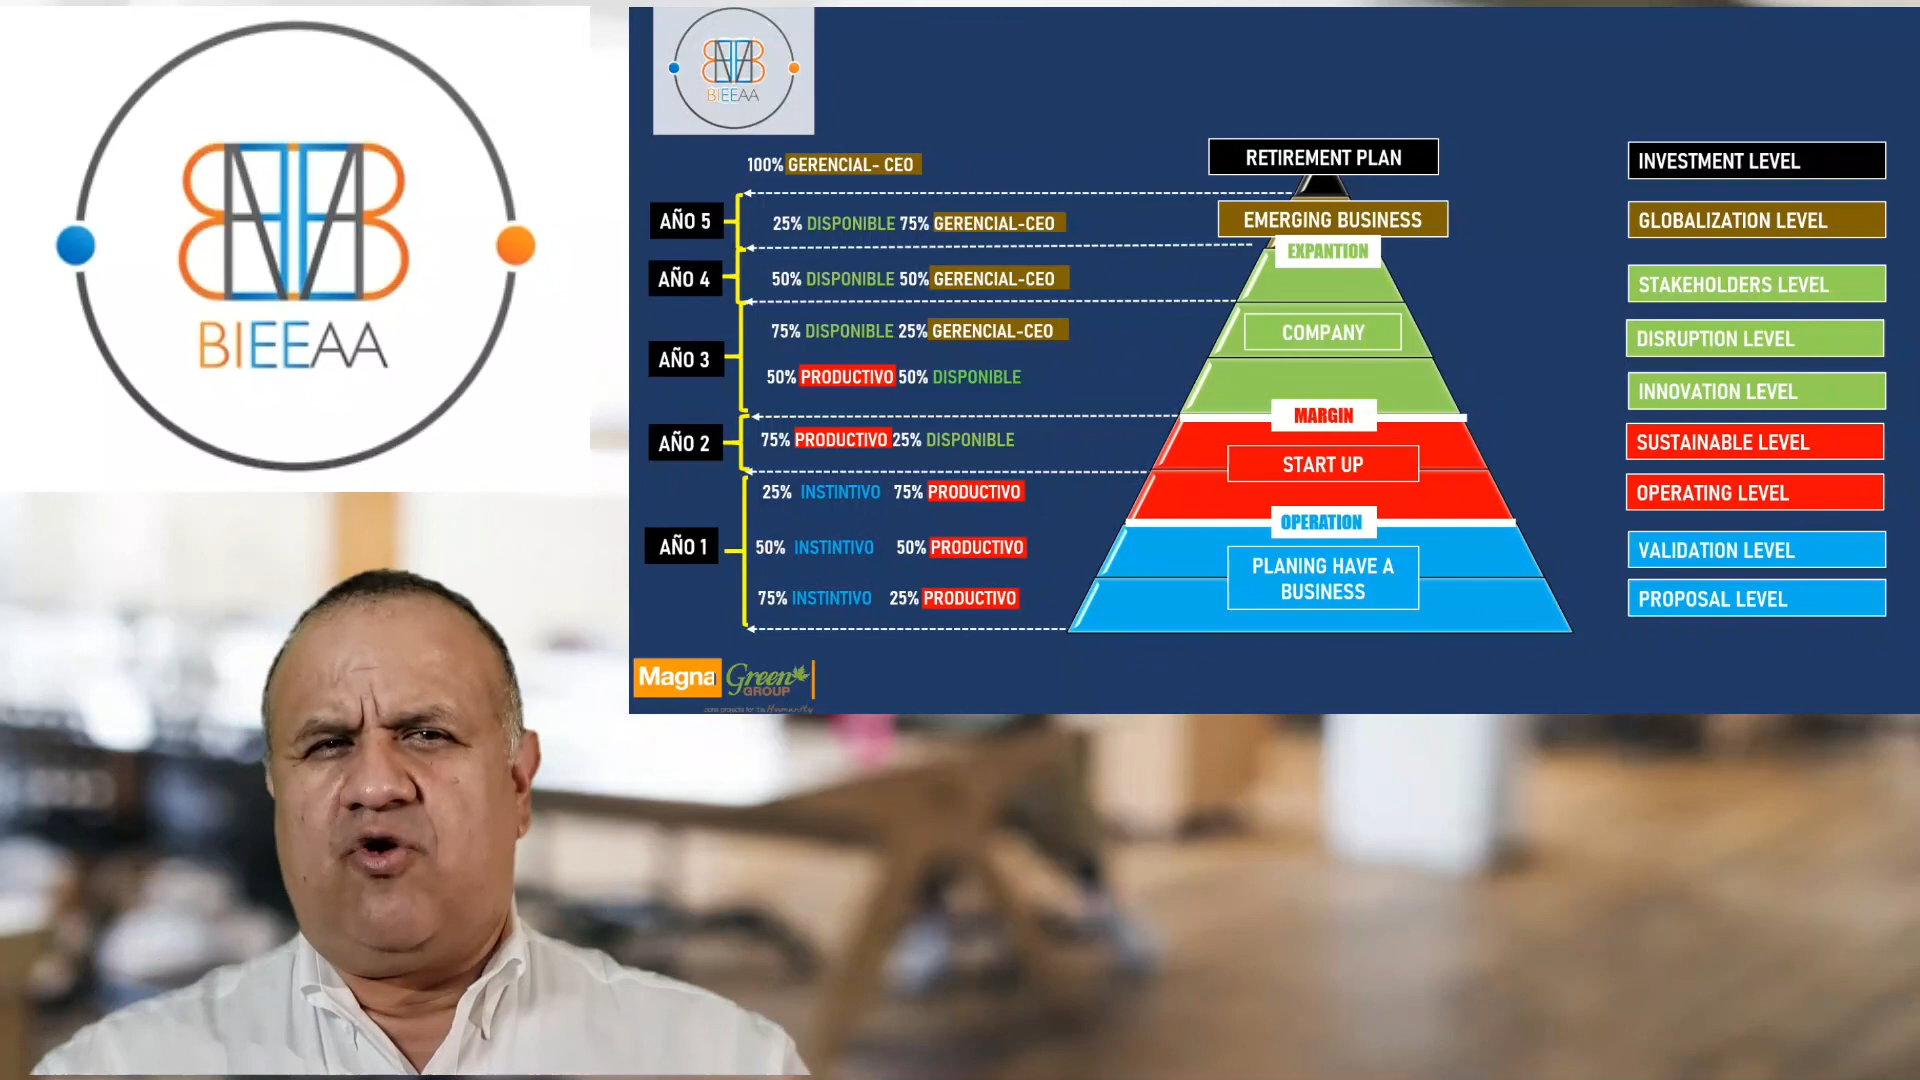 BIEEAA
BIEEAA
100% GERENCIAL- CEO
AÑO 5
25% DISPONIBLE 75% GERENCIAL-CEO
AÑO 4
50% DISPONIBLE 50% GERENCIAL-CEO
75% DISPONIBLE 25% GERENCIAL-CEO
AÑO 3
50% PRODUCTIVO 50% DISPONIBLE
AÑO 2
75% PRODUCTIVO 25% DISPONIBLE
25% INSTINTIVO 75% PRODUCTIVO
AÑO 1
50% INSTINTIVO 50% PRODUCTIVO
75% INSTINTIVO 25% PRODUCTIVO
RETIREMENT PLAN
EMERGING BUSINESS
EXPANTION
COMPANY
MARGIN
START UP
OPERATION
PLANING HAVE A
BUSINESS
INVESTMENT LEVEL
GLOBALIZATION LEVEL
STAKEHOLDERS LEVEL
DISRUPTION LEVEL
INNOVATION LEVEL
SUSTAINABLE LEVEL
OPERATING LEVEL
VALIDATION LEVEL
PROPOSAL LEVEL
Magna Green
GROUP
projects for the Humanity